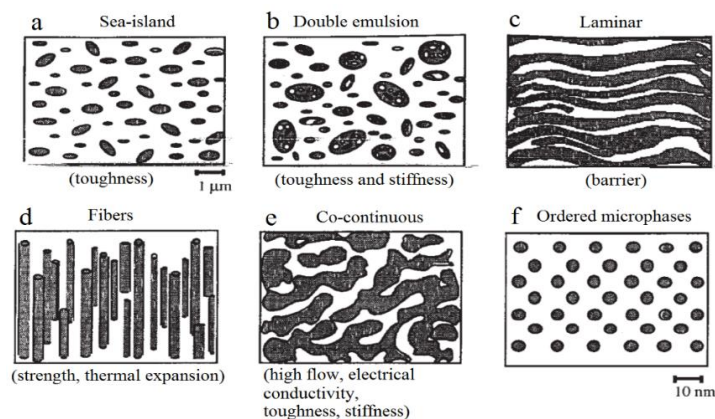 a Sea-island
b Double emulsion
c Laminar
(toughness)
1 μm
(toughness and stiffness)
(barrier)
d Fibers
e Co-continuous
f Ordered microphases
(strength, thermal expansion)
(high flow, electrical
conductivity,
toughness, stiffness)
10 nm